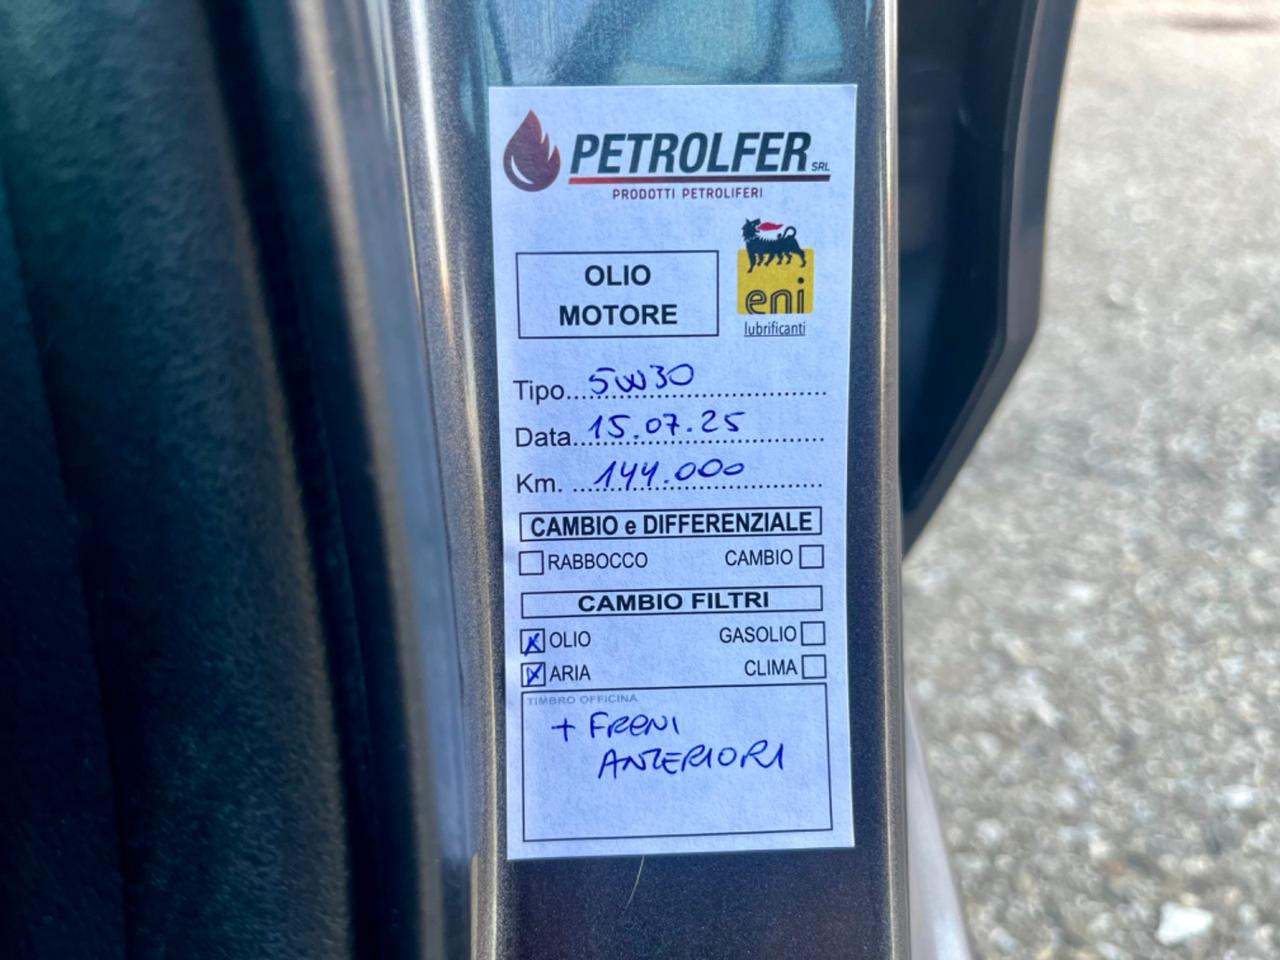 PETROLFER SRL
PRODOTTI PETROLIFERI
OLIO
MOTORE
eni
lubrificanti
Tipo 5W30
Data 15.07.25
Km. 144.000
CAMBIO e DIFFERENZIALE
RABBOCCO CAMBIO
CAMBIO FILTRI
OLIO GASOLIO
ARIA CLIMA
TIMBRO OFFICINA
+ FRENI
ANTERIORI